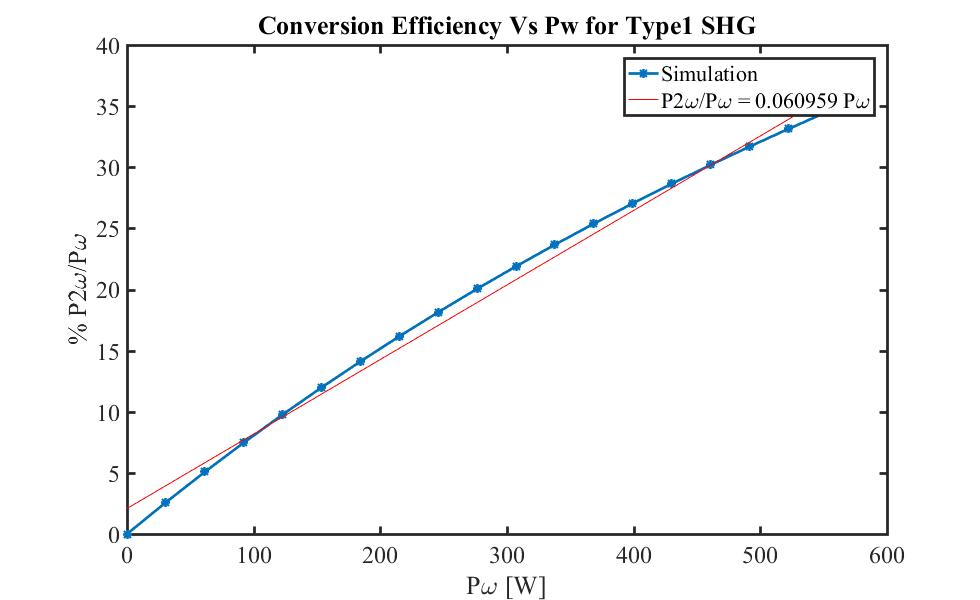 Conversion Efficiency Vs Pw for Type1 SHG
40
35
30
25
20
15
10
5
0
% P2ω/Pω
Simulation
P2ω/Pω = 0.060959 Pω
0 100 200 300 400 500 600
Pω [W]